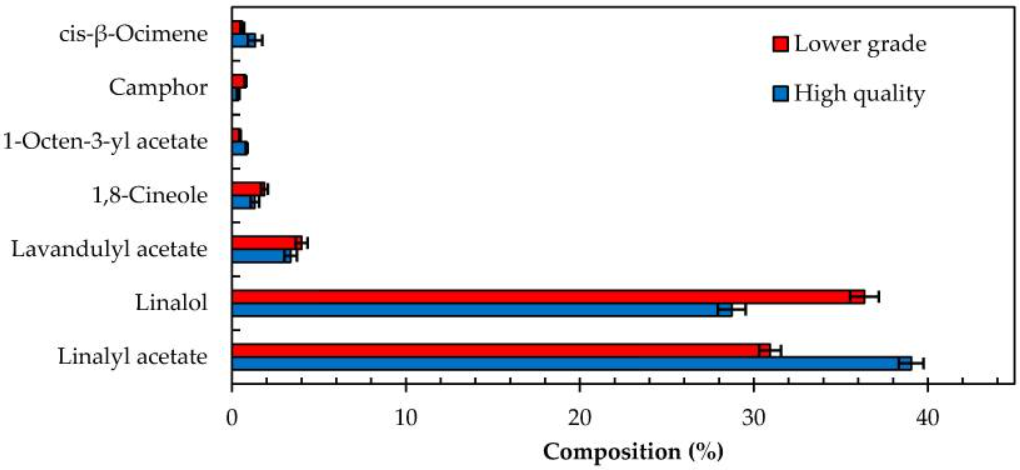 cis-β-Ocimene
Camphor
1-Octen-3-yl acetate
1,8-Cineole
Lavandulyl acetate
Linalol
Linalyl acetate
Lower grade
High quality
0 10 20 30 40
Composition (%)